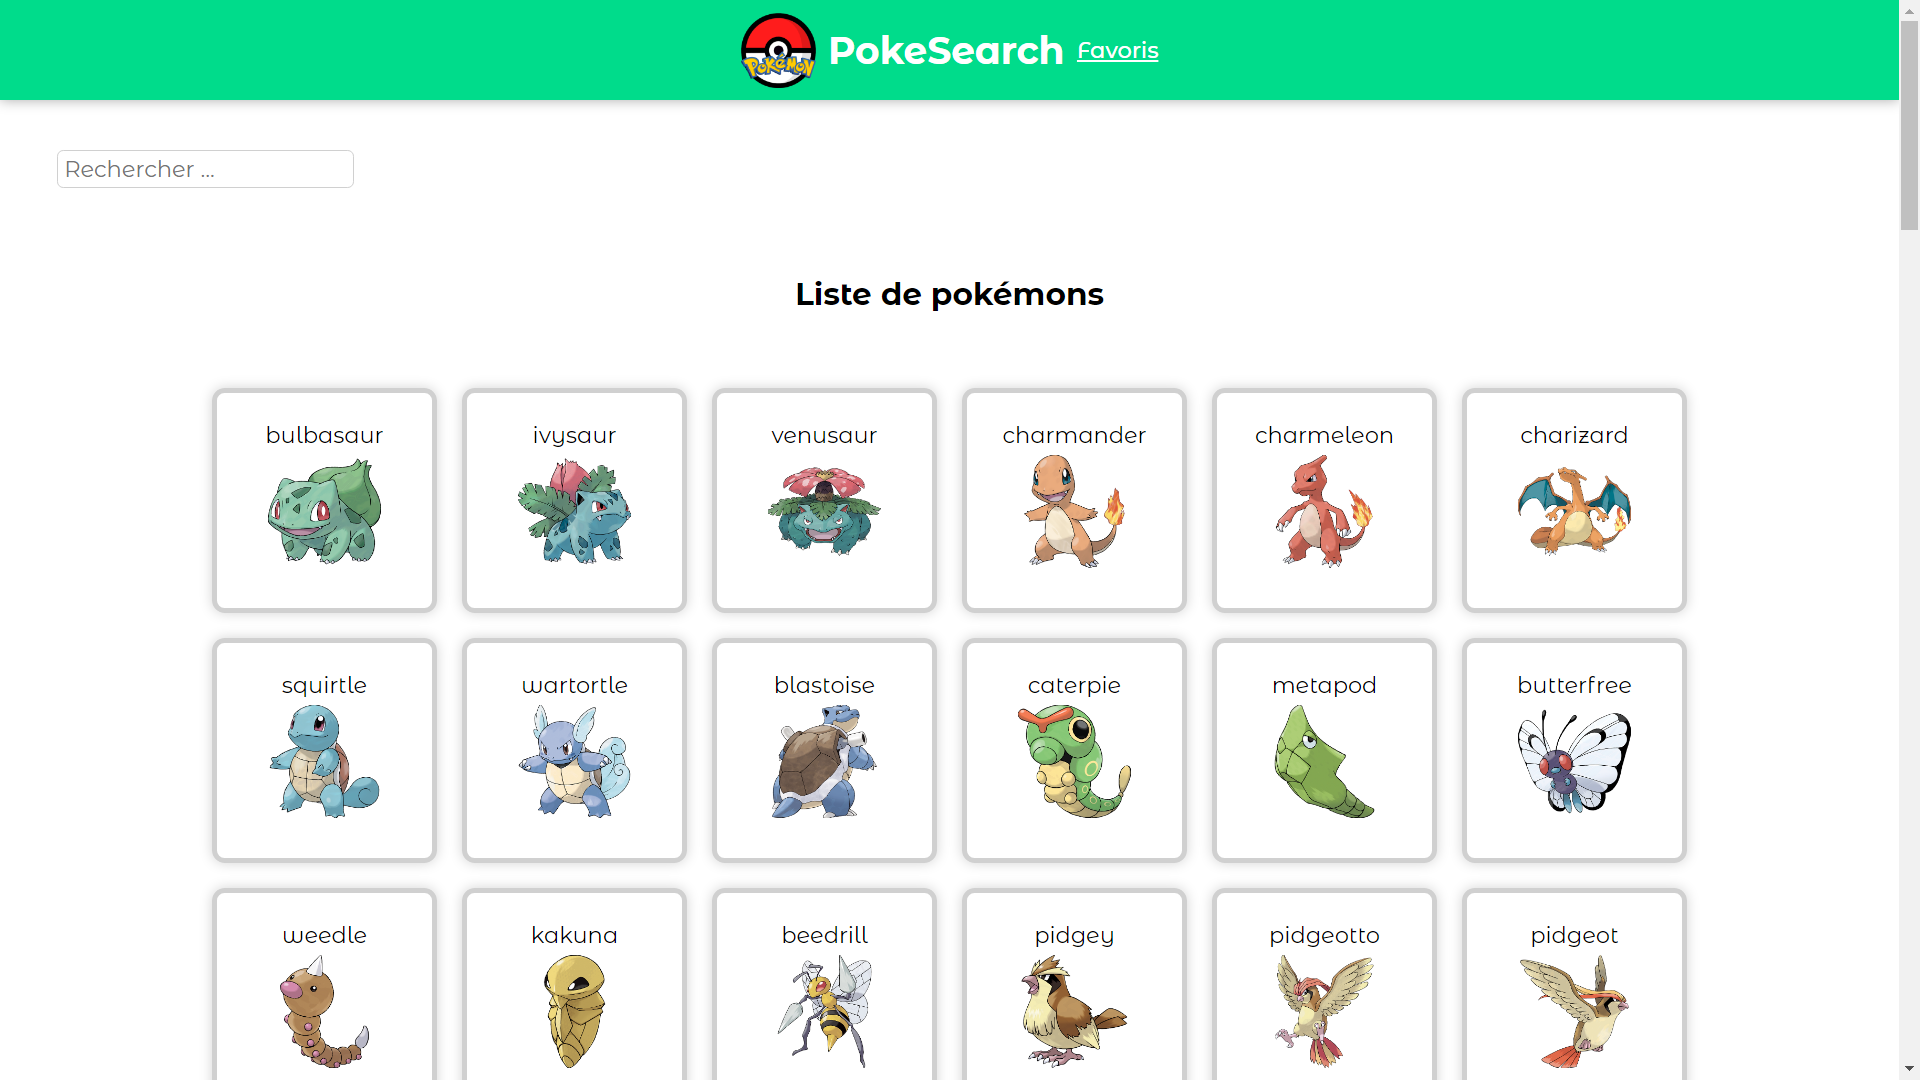 Pokémon
PokeSearch Favoris
Rechercher ...
Liste de pokémons
bulbasaur ivysaur venusaur charmander charmeleon charizard
squirtle wartortle blastoise caterpie metapod butterfree
weedle kakuna beedrill pidgey pidgeotto pidgeot